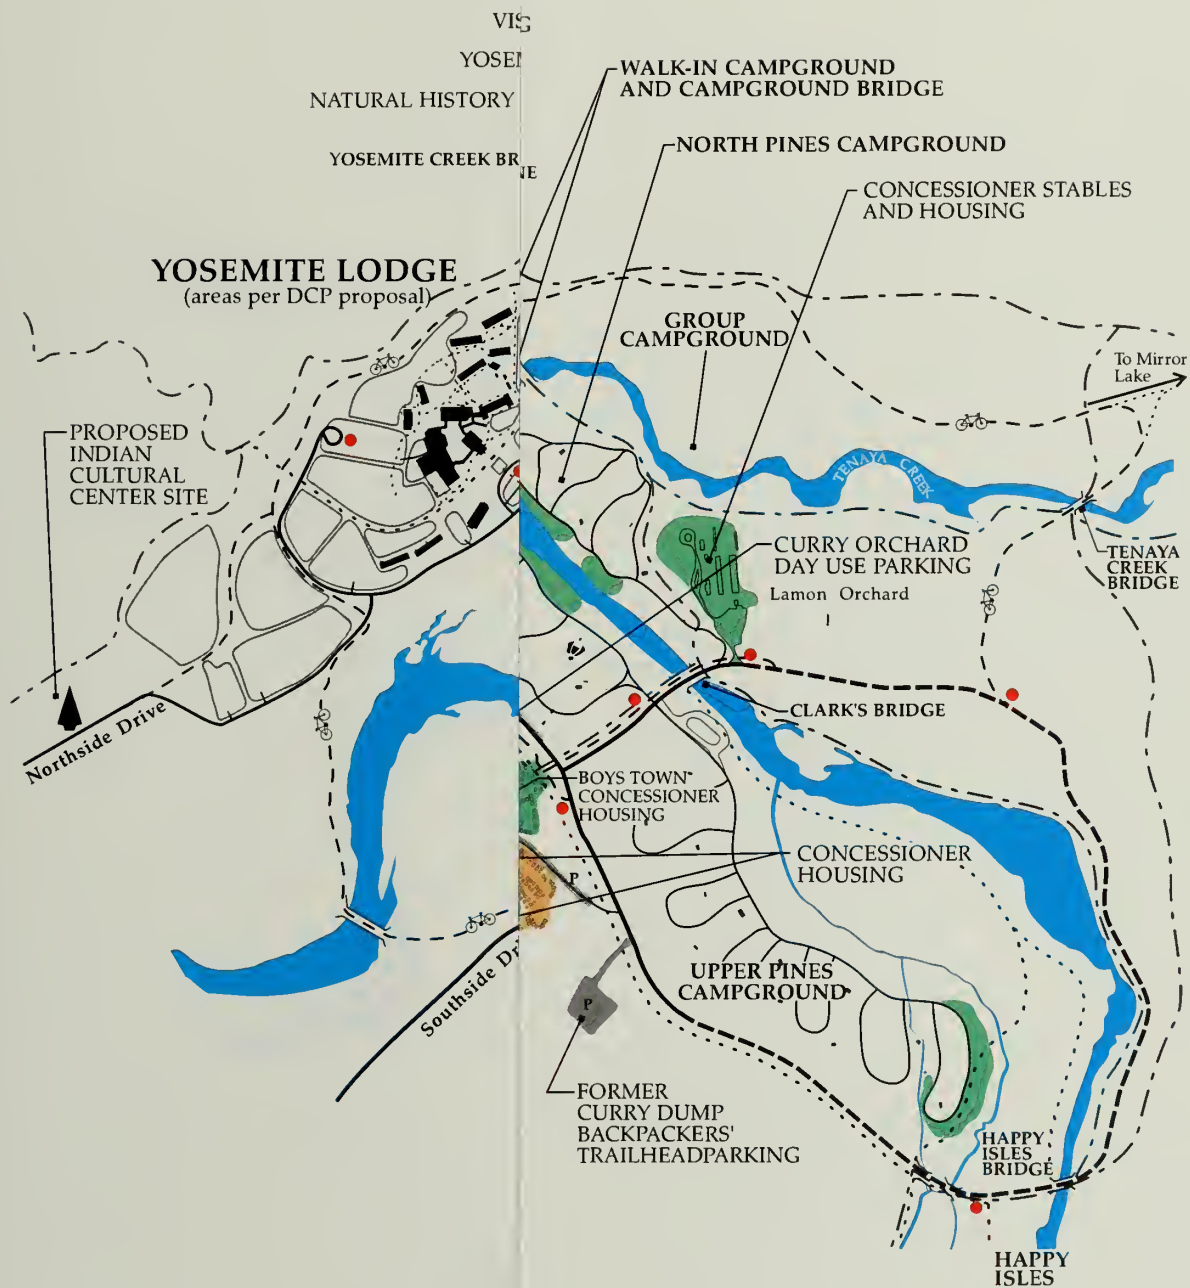 VIS
YOSEM
NATURAL HISTORY
YOSEMITE CREEK BR
NE
WALK-IN CAMPGROUND
AND CAMPGROUND BRIDGE
NORTH PINES CAMPGROUND
CONCESSIONER STABLES
AND HOUSING
YOSEMITE LODGE
(areas per DCP proposal)
GROUP
CAMPGROUND
To Mirror
Lake
PROPOSED
INDIAN
CULTURAL
CENTER SITE
TENAYA CREEK
CURRY ORCHARD
DAY USE PARKING
Lamon Orchard
TENAYA
CREEK
BRIDGE
CLARK'S BRIDGE
Northside Drive
BOYS TOWN
CONCESSIONER
HOUSING
CONCESSIONER
HOUSING
P
UPPER PINES
CAMPGROUND
Southside Dr
P
FORMER
CURRY DUMP
BACKPACKERS'
TRAILHEADPARKING
HAPPY
ISLES
BRIDGE
HAPPY
ISLES